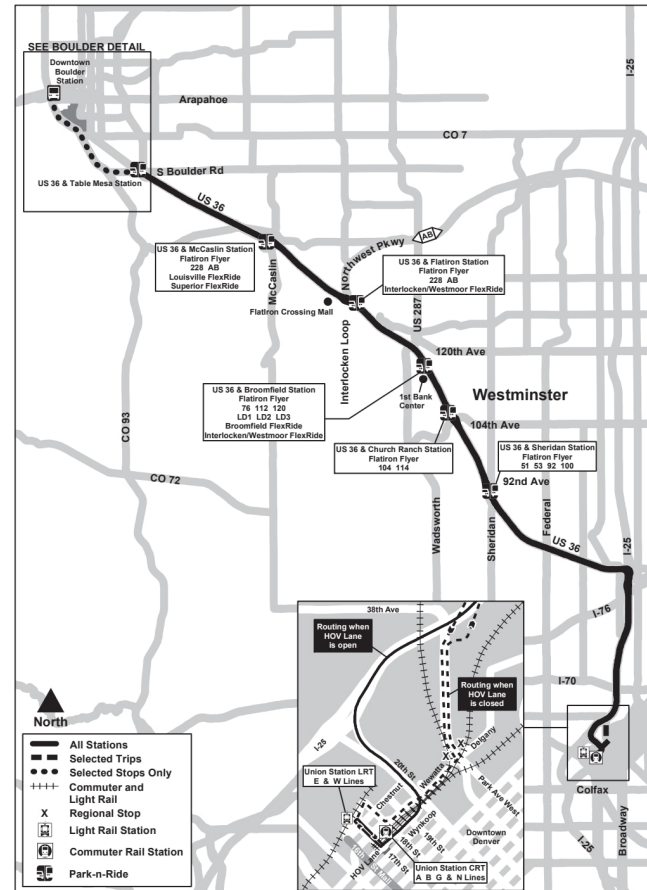 SEE BOULDER DETAIL
Downtown
Boulder
Station
Arapahoe
I-25
CO 7
S Boulder Rd
US 36 & Table Mesa Station
US 36
Northwest Pkwy
AB
US 36 & McCaslin Station
Flatiron Flyer
228 AB
Louisville FlexRide
Superior FlexRide
McCaslin
US 36 & Flatiron Station
Flatiron Flyer
228 AB
Interlocken/Westmoor FlexRide
FlatIron Crossing Mall
Interlocken Loop
US 287
120th Ave
US 36 & Broomfield Station
Flatiron Flyer
76 112 120
LD1 LD2 LD3
Broomfield FlexRide
Interlocken/Westmoor FlexRide
1st Bank
Center
Westminster
104th Ave
CO 93
US 36 & Church Ranch Station
Flatiron Flyer
104 114
US 36 & Sheridan Station
Flatiron Flyer
51 53 92 100
92nd Ave
CO 72
Wadsworth
Sheridan
Federal
US 36
I-25
I-76
I-70
38th Ave
Routing when
HOV Lane
is open
Routing when
HOV Lane
is closed
I-25
20th St
Delgany
Wewatta
Park Ave West
Chestnut
Union Station LRT
E & W Lines
Wynkoop
19th St
18th St
17th St
HOV Lane
Downtown
Denver
Union Station CRT
A B G & N Lines
Colfax
Broadway
I-25
North
All Stations
Selected Trips
Selected Stops Only
Commuter and
Light Rail
X Regional Stop
Light Rail Station
Commuter Rail Station
Park-n-Ride